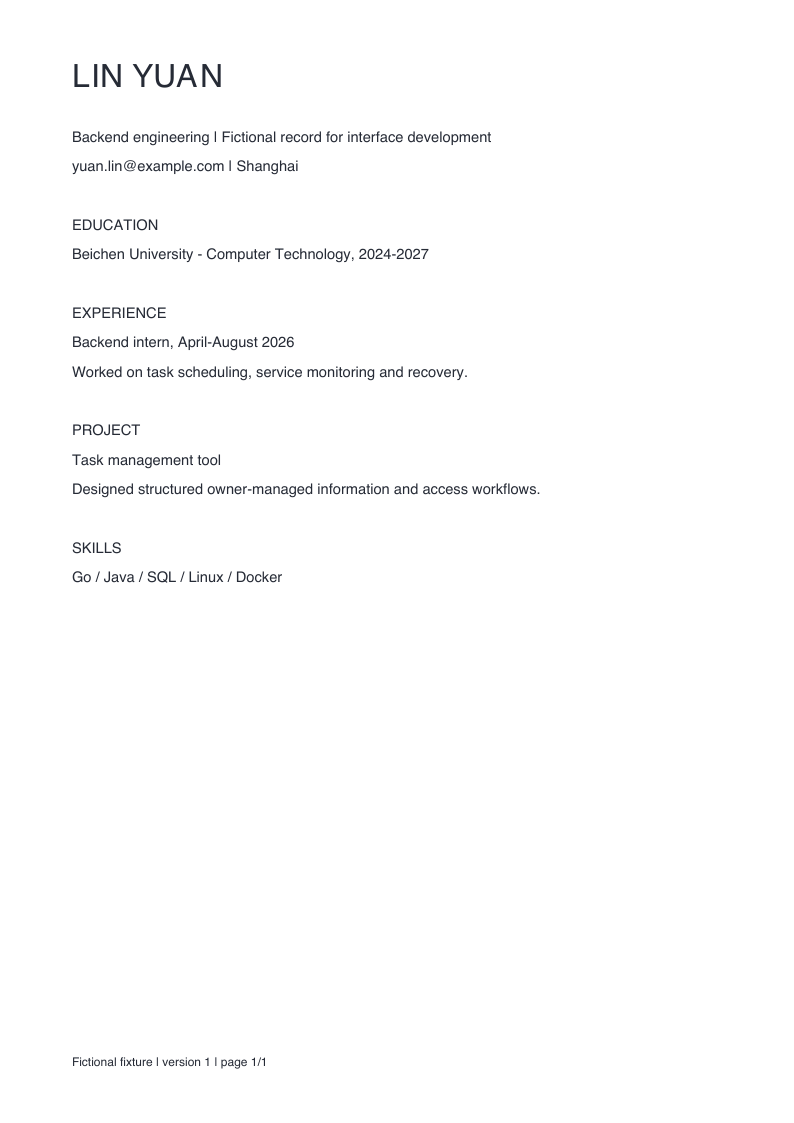 LIN YUAN
Backend engineering | Fictional record for interface development
yuan.lin@example.com | Shanghai
EDUCATION
Beichen University - Computer Technology, 2024-2027
EXPERIENCE
Backend intern, April-August 2026
Worked on task scheduling, service monitoring and recovery.
PROJECT
Task management tool
Designed structured owner-managed information and access workflows.
SKILLS
Go / Java / SQL / Linux / Docker
Fictional fixture | version 1 | page 1/1